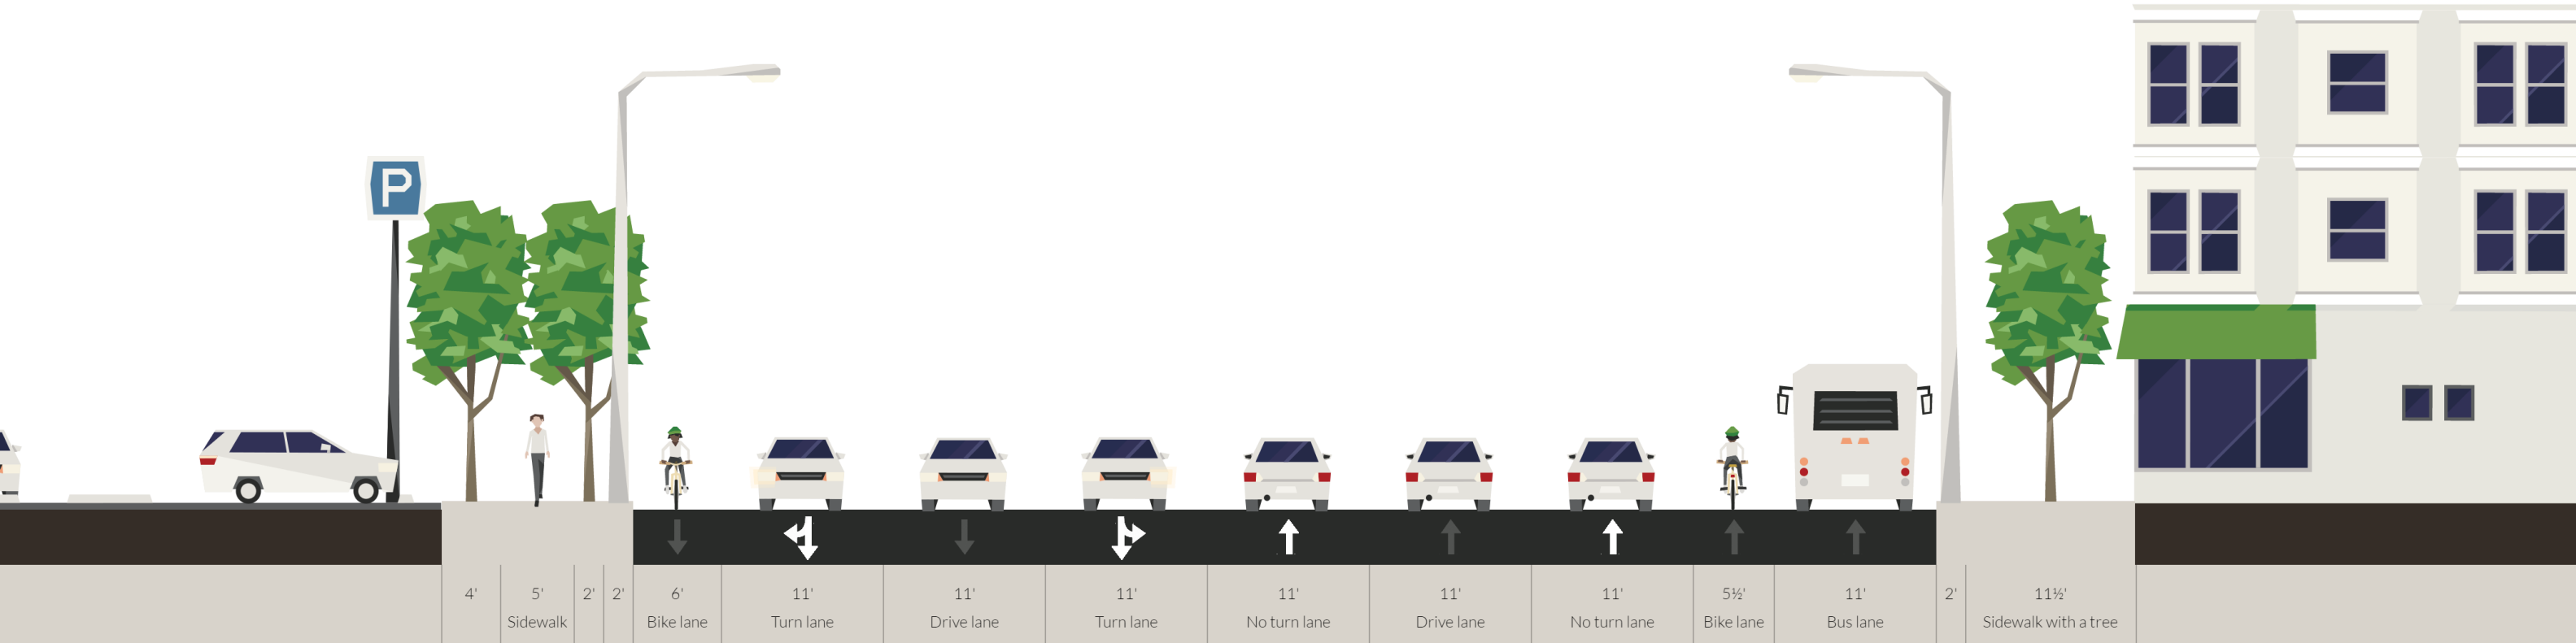 P
4' 5' 2' 2' 6' 11' 11' 11' 11' 11' 11' 5½' 11' 2' 11½'
Sidewalk Bike lane Turn lane Drive lane Turn lane No turn lane Drive lane No turn lane Bike lane Bus lane Sidewalk with a tree